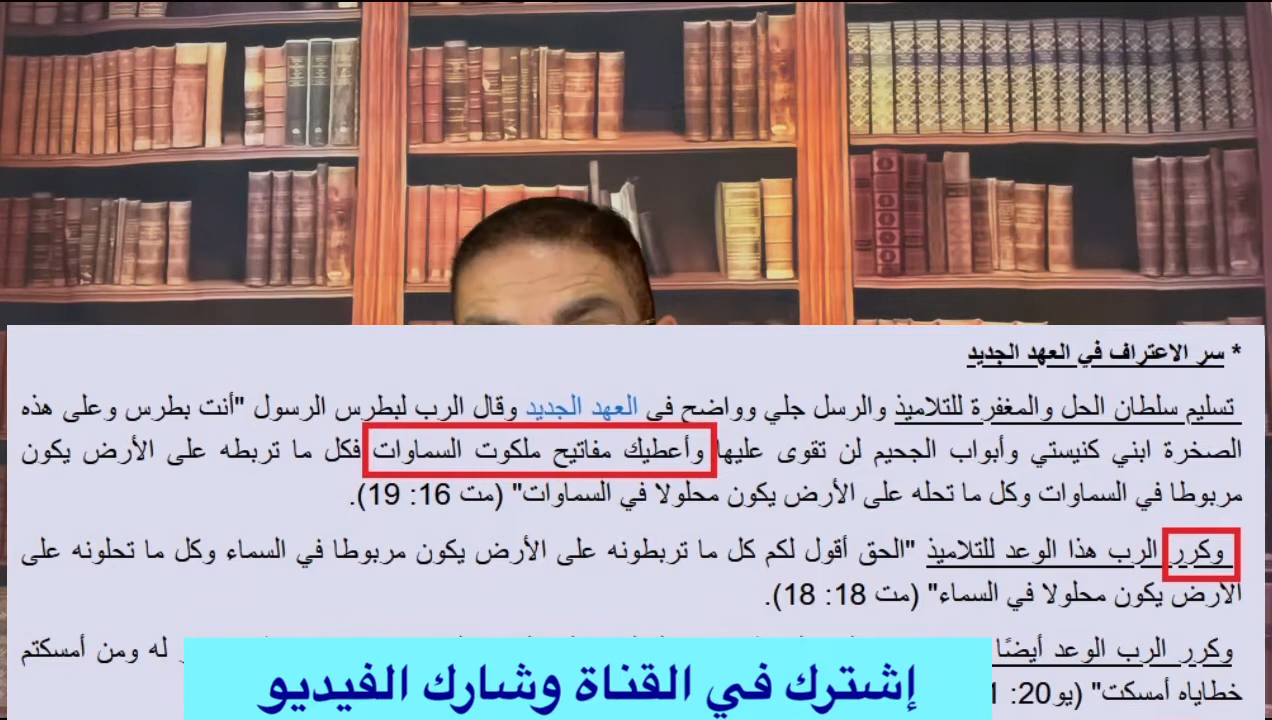 * سر الاعتراف في العهد الجديد
تسليم سلطان الحل والمغفرة للتلاميذ والرسل جلي وواضح في العهد الجديد وقال الرب لبطرس الرسول "أنت بطرس وعلى هذه
الصخرة ابني كنيستي وأبواب الجحيم لن تقوى عليها وأعطيك مفاتيح ملكوت السماوات فكل ما تربطه على الأرض يكون
مربوطا في السماوات وكل ما تحله على الأرض يكون محلولا في السماوات" (مت 16: 19).
وكرر الرب هذا الوعد للتلاميذ "الحق أقول لكم كل ما تربطونه على الأرض يكون مربوطا في السماء وكل ما تحلونه على
الأرض يكون محلولا في السماء" (مت 18: 18).
وكرر الرب الوعد أيضًا له ومن أمسكتم
خطاياه أمسكت" (يو20:
إشترك في القناة وشارك الفيديو